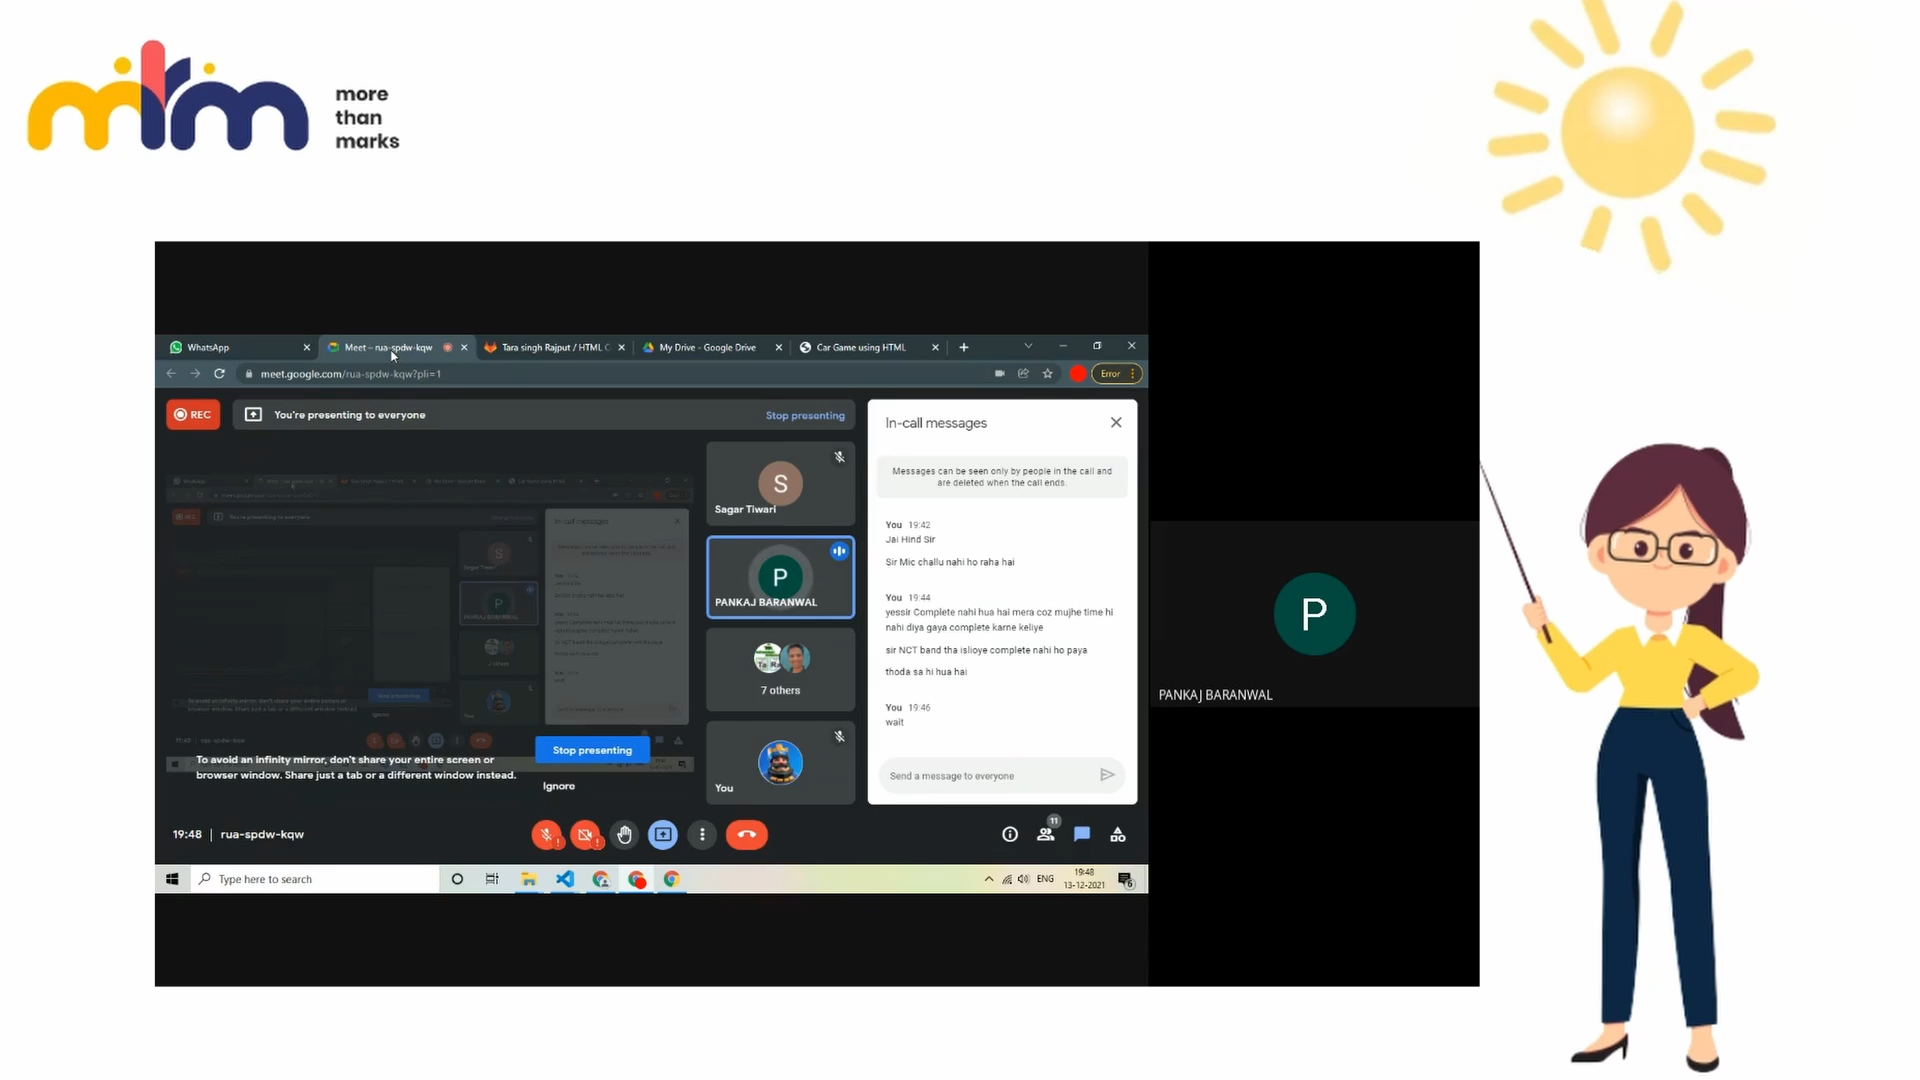 mtm
more
than
marks
WhatsApp
Meet – rua-spdw-kqw
Tara singh Rajput / HTML C
My Drive - Google Drive
Car Game using HTML
meet.google.com/rua-spdw-kqw?pli=1
Error
REC
You're presenting to everyone
Stop presenting
In-call messages
Messages can be seen only by people in the call and
are deleted when the call ends.
S
Sagar Tiwari
You 19:42
Jai Hind Sir
Sir Mic challu nahi ho raha hai
P
PANKAJ BARANWAL
You 19:44
yessir Complete nahi hua hai mera coz mujhe time hi
nahi diya gaya complete karne keliye
sir NCT band tha islioye complete nahi ho paya
thoda sa hi hua hai
7 others
You 19:46
wait
To avoid an infinity mirror, don't share your entire screen or
browser window. Share just a tab or a different window instead.
Stop presenting
Ignore
You
Send a message to everyone
19:48 | rua-spdw-kqw
11
Type here to search
ENG
19:48
13-12-2021
6
P
PANKAJ BARANWAL